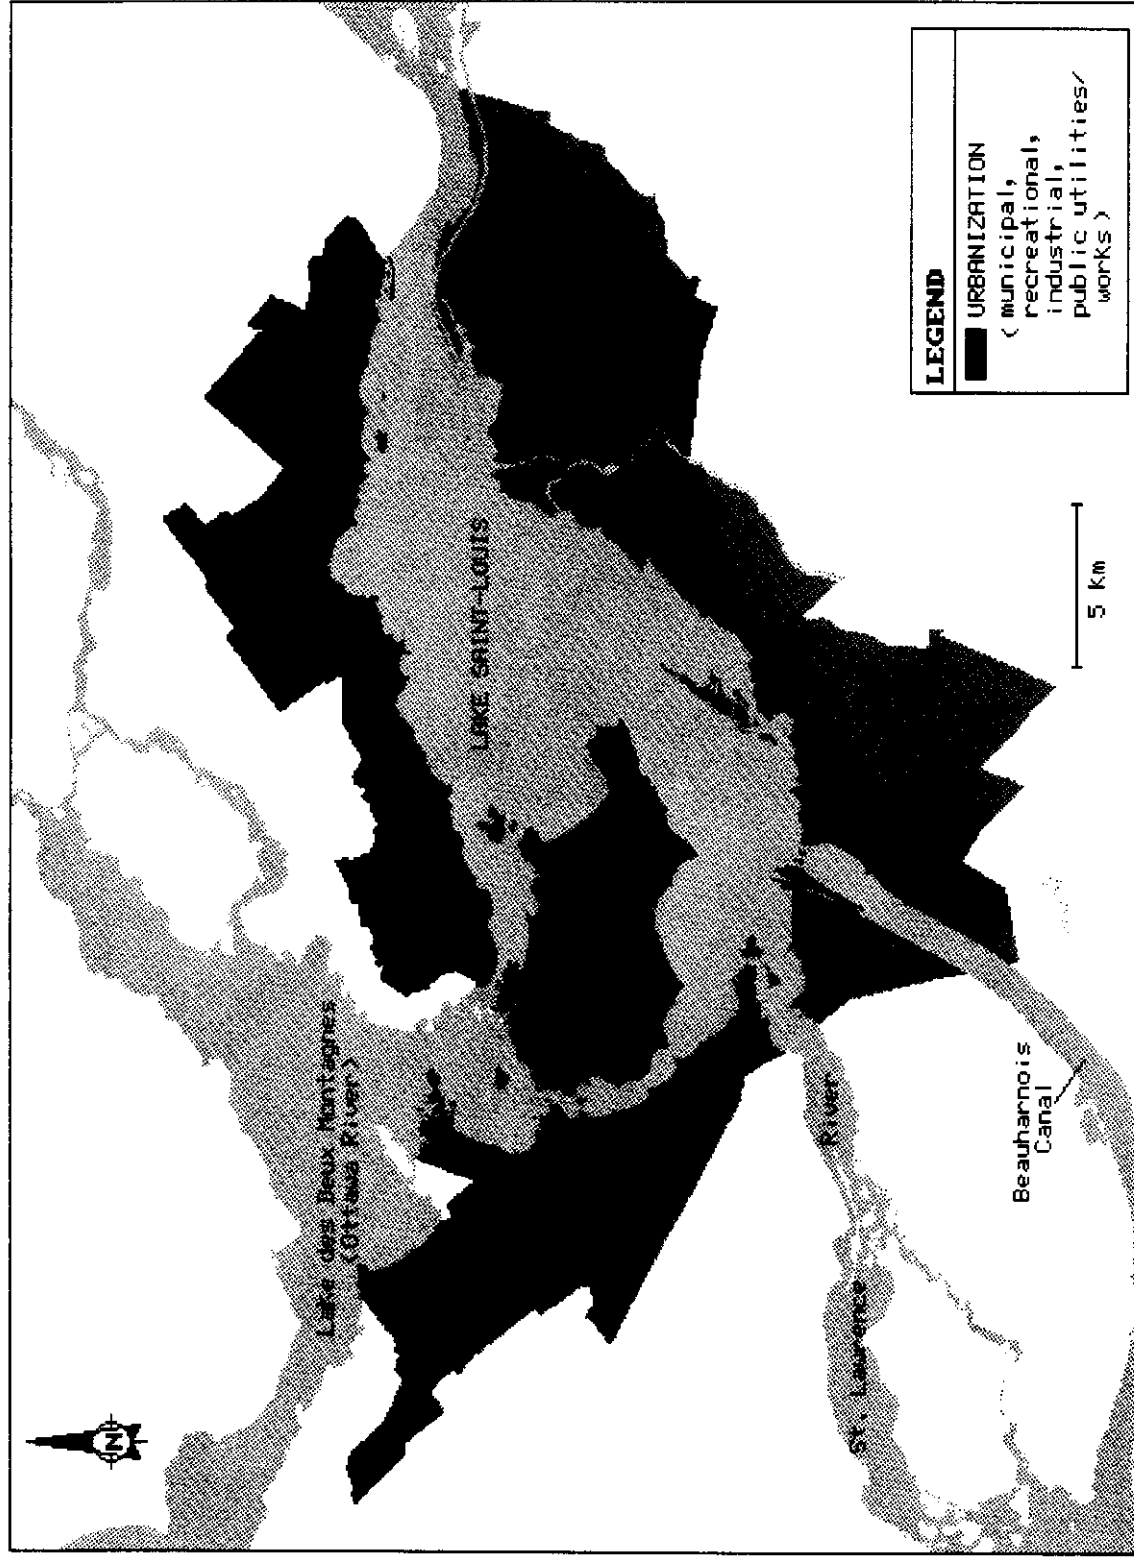 N
Lake des Deux Montagnes
(Ottawa River)
LAKE SAINT-LOUIS
St. Laurence River
Beauharnois
Canal
5 km
LEGEND
URBANIZATION
(municipal,
recreational,
industrial,
public utilities/
works)